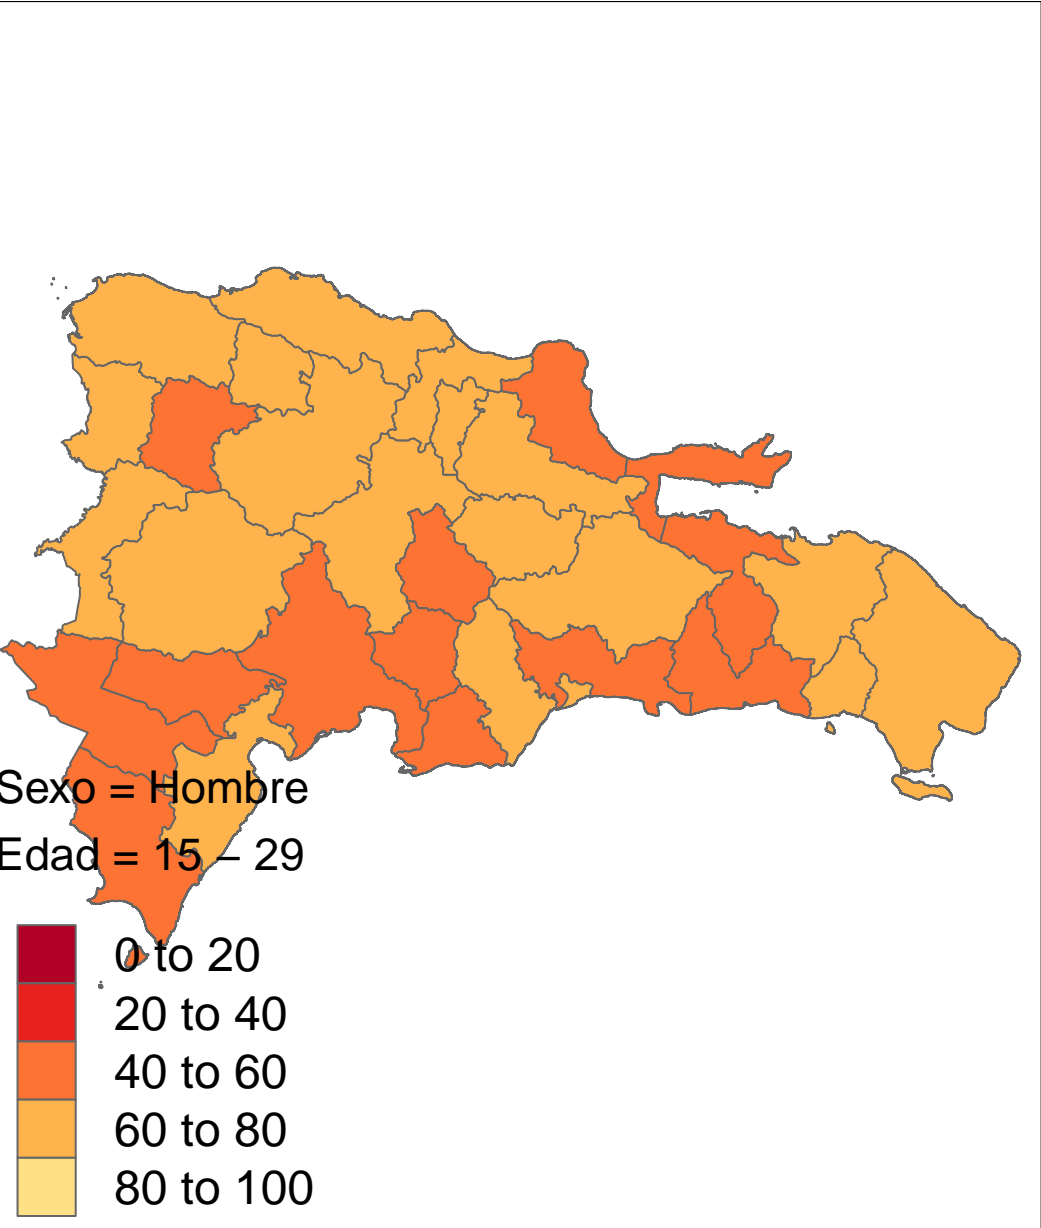 Sexo = Hombre
Edad = 15 – 29
0 to 20
20 to 40
40 to 60
60 to 80
80 to 100